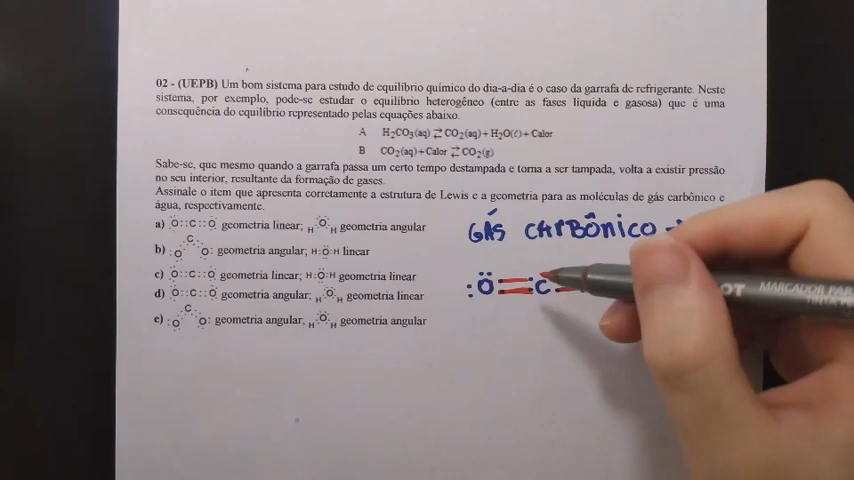 02 - (UEPB) Um bom sistema para estudo de equilíbrio químico do dia-a-dia é o caso da garrafa de refrigerante. Neste
sistema, por exemplo, pode-se estudar o equilíbrio heterogêneo (entre as fases líquida e gasosa) que é uma
consequência do equilíbrio representado pelas equações abaixo.
A H₂CO₃(aq) ⇄ CO₂(aq) + H₂O(ℓ) + Calor
B CO₂(aq) + Calor ⇄ CO₂(g)
Sabe-se, que mesmo quando a garrafa passa um certo tempo destampada e torna a ser tampada, volta a existir pressão
no seu interior, resultante da formação de gases.
Assinale o item que apresenta corretamente a estrutura de Lewis e a geometria para as moléculas de gás carbônico e
água, respectivamente.
a) O::C::O geometria linear; H O H geometria angular
b) :O C O: geometria angular; H:O:H linear
c) O::C::O geometria linear; H:O:H geometria linear
d) O::C::O geometria angular; H O H geometria linear
e) :O C O: geometria angular; H O H geometria angular
GÁS CARBÔNICO
:Ö::C
OT MARCADOR PA